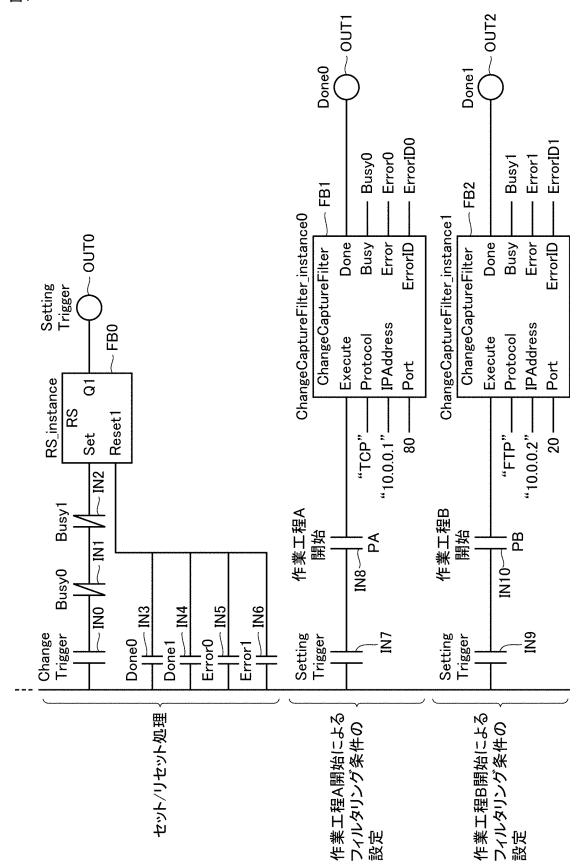 セット/リセット処理
Change
Trigger
IN0
Busy0
IN1
Busy1
IN2
RS_instance
RS
Set
Q1
Reset1
FB0
Setting
Trigger
OUT0
Done0
IN3
Done1
IN4
Error0
IN5
Error1
IN6
作業工程A開始による
フィルタリング条件の
設定
Setting
Trigger
IN7
作業工程A
開始
IN8
PA
ChangeCaptureFilter_instance0
ChangeCaptureFilter
FB1
Execute
Done
Done0
OUT1
"TCP"
Protocol
Busy
Busy0
"10.0.0.1"
IPAddress
Error
Error0
80
Port
ErrorID
ErrorID0
作業工程B開始による
フィルタリング条件の
設定
Setting
Trigger
IN9
作業工程B
開始
IN10
PB
ChangeCaptureFilter_instance1
ChangeCaptureFilter
FB2
Execute
Done
Done1
OUT2
"FTP"
Protocol
Busy
Busy1
"10.0.0.2"
IPAddress
Error
Error1
20
Port
ErrorID
ErrorID1